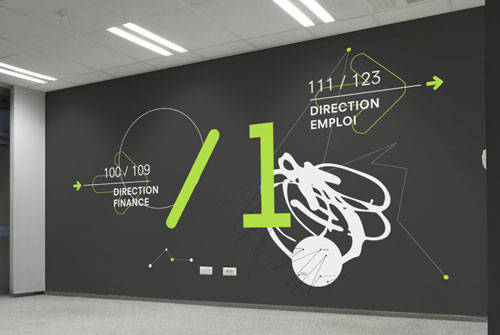 100 / 109
DIRECTION
FINANCE
/1
111 / 123
DIRECTION
EMPLOI